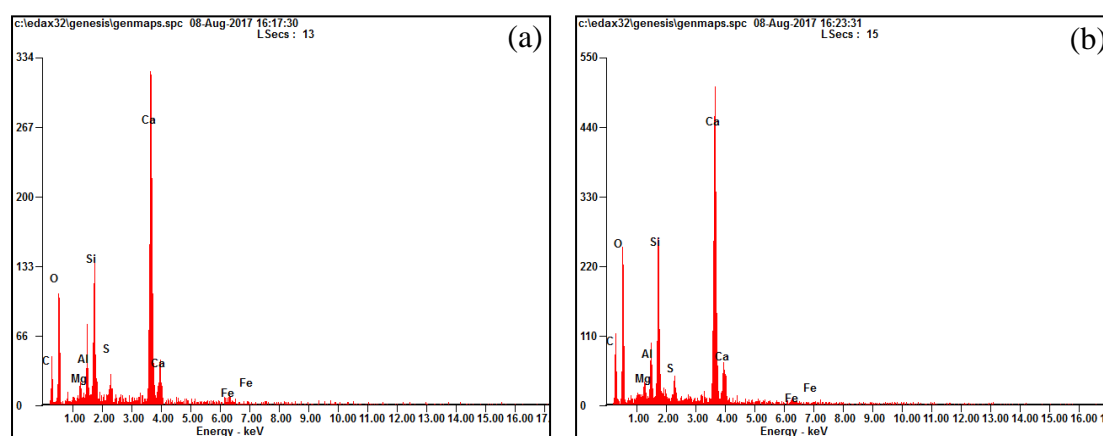 c:\edax32\genesis\genmaps.spc 08-Aug-2017 16:17:30
LSecs : 13
(a)
334
267
200
133
66
0
Ca
O
Si
C
Al
Mg
S
Ca
Fe
Fe
1.00 2.00 3.00 4.00 5.00 6.00 7.00 8.00 9.00 10.00 11.00 12.00 13.00 14.00 15.00 16.00 17.0
Energy - keV
c:\edax32\genesis\genmaps.spc 08-Aug-2017 16:23:31
LSecs : 15
(b)
550
440
330
220
110
0
Ca
O
Si
C
Al
Mg
S
Ca
Fe
Fe
1.00 2.00 3.00 4.00 5.00 6.00 7.00 8.00 9.00 10.00 11.00 12.00 13.00 14.00 15.00 16.00 17.0
Energy - keV